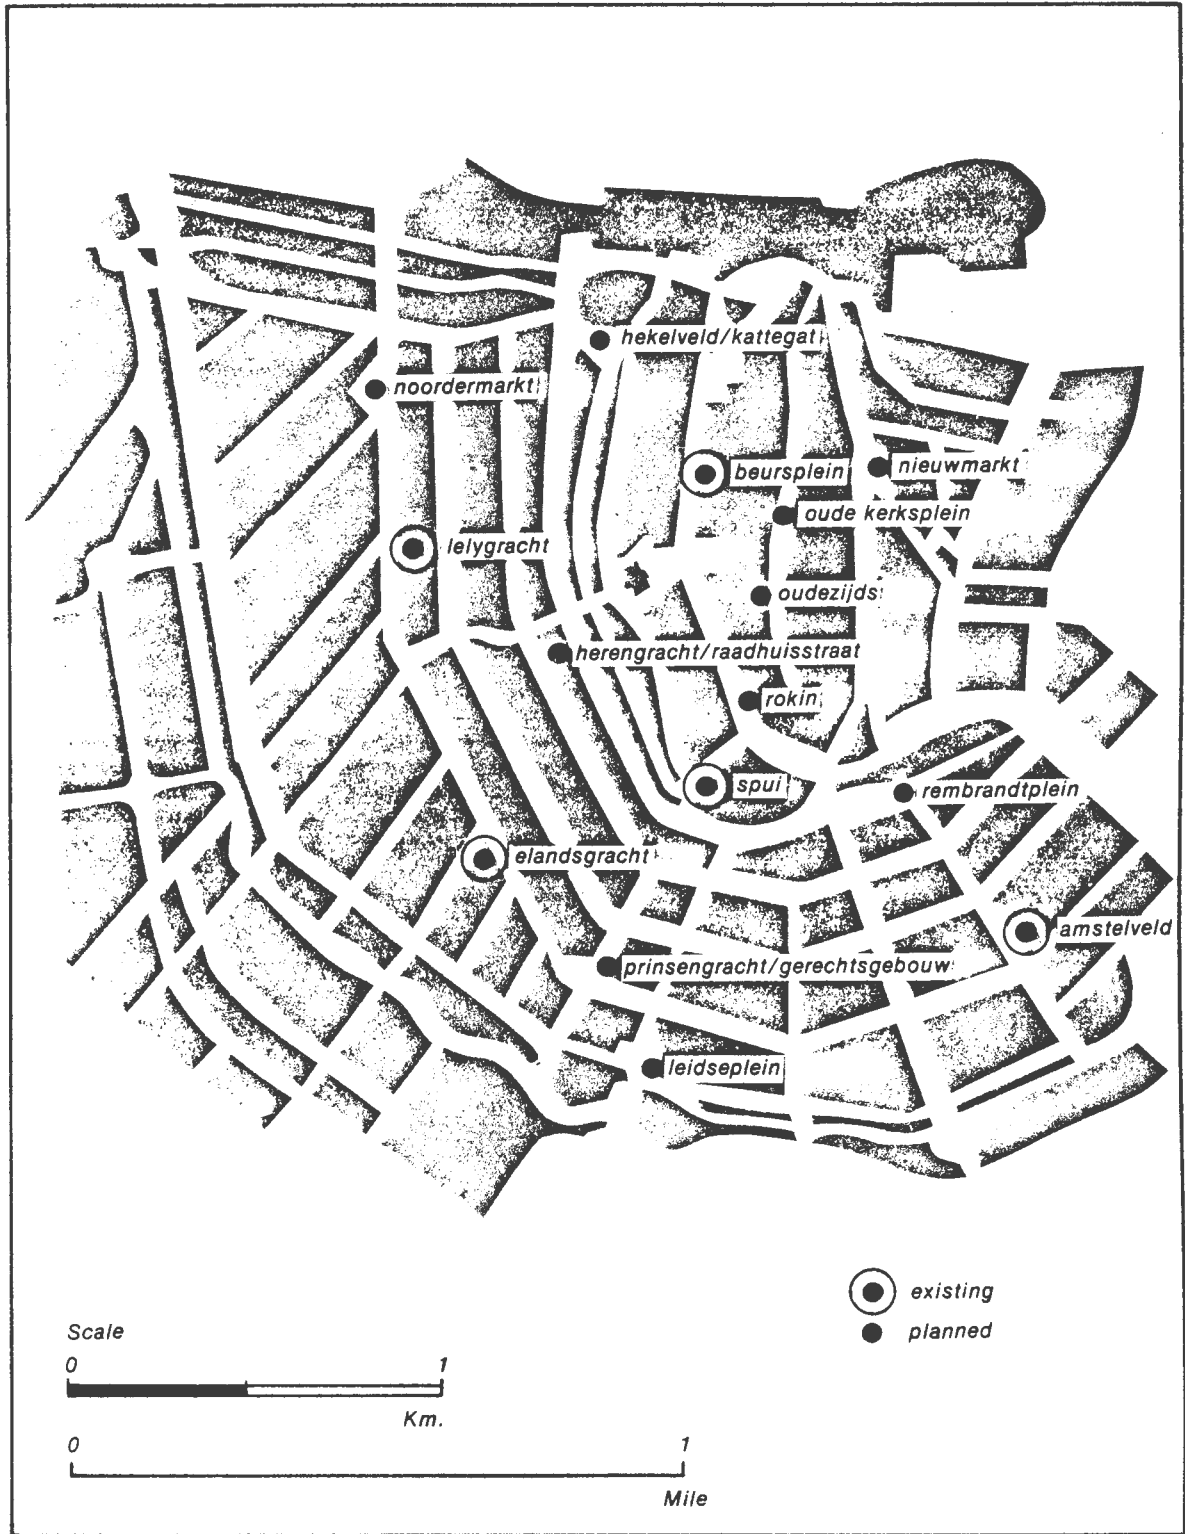 hekelveld/kattegat
noordermarkt
beursplein
nieuwmarkt
oude kerksplein
lelygracht
oudezijds
herengracht/raadhuisstraat
rokin
spui
rembrandtplein
elandsgracht
amstelveld
prinsengracht/gerechtsgebouw
leidseplein
existing
planned
Scale
0 1
Km.
0 1
Mile